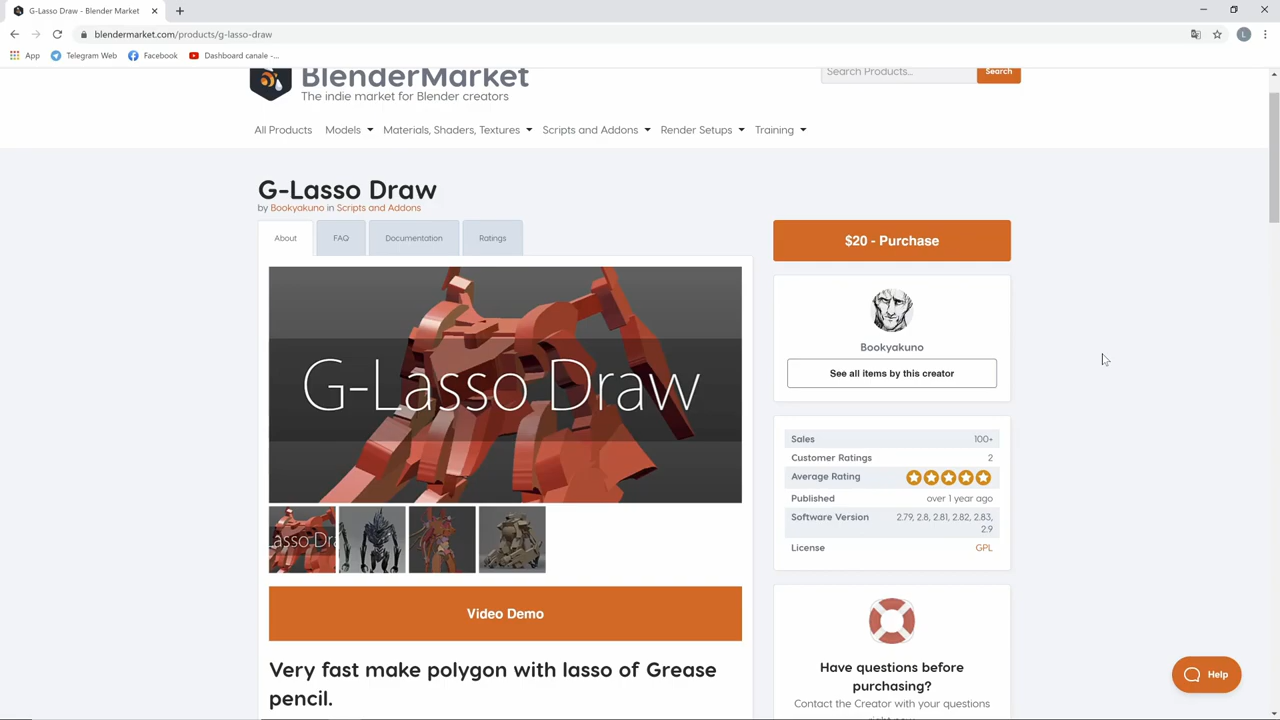 G-Lasso Draw - Blender Market
blendermarket.com/products/g-lasso-draw
L
App
Telegram Web
Facebook
Dashboard canale -...
BlenderMarket
The indie market for Blender creators
Search Products...
Search
All Products
Models
Materials, Shaders, Textures
Scripts and Addons
Render Setups
Training
G-Lasso Draw
by Bookyakuno in Scripts and Addons
About
FAQ
Documentation
Ratings
$20 - Purchase
G-Lasso Draw
Bookyakuno
See all items by this creator
Sales 100+
Customer Ratings 2
Average Rating
Published over 1 year ago
Software Version 2.79, 2.8, 2.81, 2.82, 2.83,
2.9
License GPL
Lasso Dra
Video Demo
Very fast make polygon with lasso of Grease
pencil.
Have questions before
purchasing?
Contact the Creator with your questions
right now.
Help